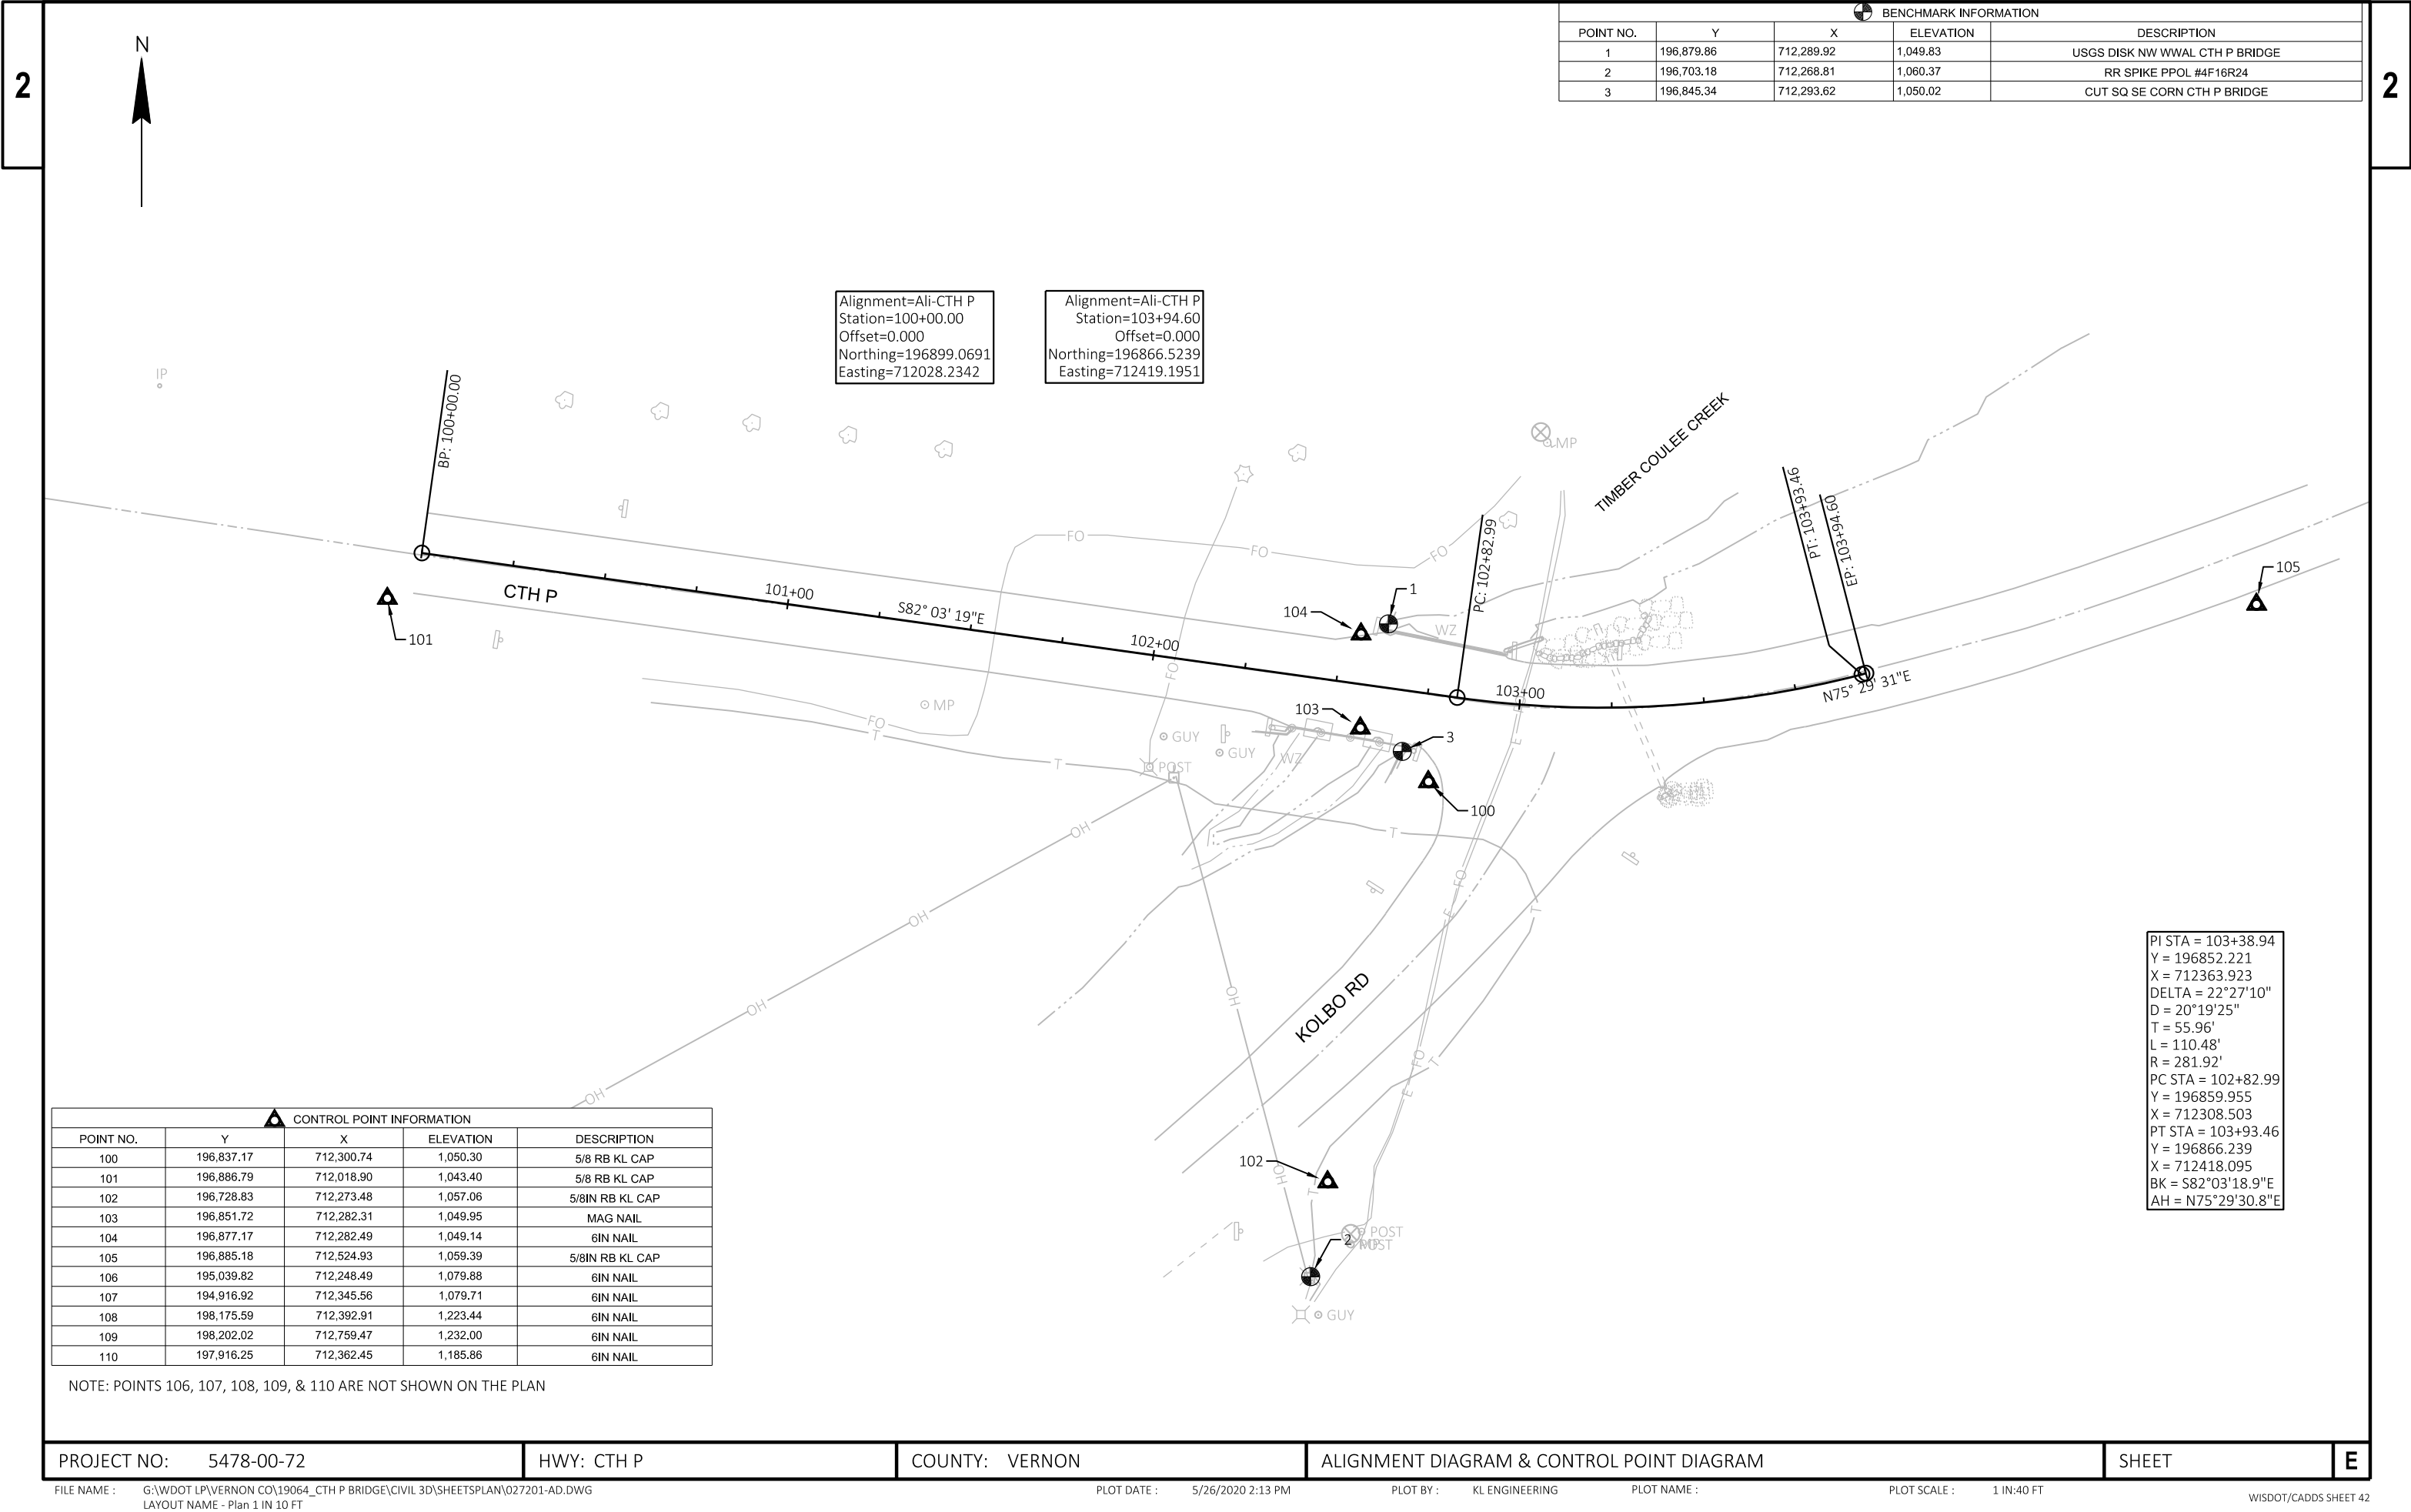 2
2
N
BENCHMARK INFORMATION
POINT NO. Y X ELEVATION DESCRIPTION
1 196,879.86 712,289.92 1,049.83 USGS DISK NW WWAL CTH P BRIDGE
2 196,703.18 712,268.81 1,060.37 RR SPIKE PPOL #4F16R24
3 196,845.34 712,293.62 1,050.02 CUT SQ SE CORN CTH P BRIDGE
Alignment=Ali-CTH P
Station=100+00.00
Offset=0.000
Northing=196899.0691
Easting=712028.2342
Alignment=Ali-CTH P
Station=103+94.60
Offset=0.000
Northing=196866.5239
Easting=712419.1951
IP
BP: 100+00.00
MP
TIMBER COULEE CREEK
PC: 102+82.99
PT: 103+93.46
EP: 103+94.60
FO
FO
FO
105
101
CTH P
101+00
S82° 03' 19"E
102+00
104
1
WZ
103+00
N75° 29' 31"E
FO
MP
FO
T
T
GUY
GUY
POST
WZ
103
3
100
E
E
T
OH
OH
OH
OH
OH
OH
FO
E
T
KOLBO RD
FO
T
E
102
T
POST
MP
POST
2
GUY
PI STA = 103+38.94
Y = 196852.221
X = 712363.923
DELTA = 22°27'10"
D = 20°19'25"
T = 55.96'
L = 110.48'
R = 281.92'
PC STA = 102+82.99
Y = 196859.955
X = 712308.503
PT STA = 103+93.46
Y = 196866.239
X = 712418.095
BK = S82°03'18.9"E
AH = N75°29'30.8"E
CONTROL POINT INFORMATION
POINT NO. Y X ELEVATION DESCRIPTION
100 196,837.17 712,300.74 1,050.30 5/8 RB KL CAP
101 196,886.79 712,018.90 1,043.40 5/8 RB KL CAP
102 196,728.83 712,273.48 1,057.06 5/8IN RB KL CAP
103 196,851.72 712,282.31 1,049.95 MAG NAIL
104 196,877.17 712,282.49 1,049.14 6IN NAIL
105 196,885.18 712,524.93 1,059.39 5/8IN RB KL CAP
106 195,039.82 712,248.49 1,079.88 6IN NAIL
107 194,916.92 712,345.56 1,079.71 6IN NAIL
108 198,175.59 712,392.91 1,223.44 6IN NAIL
109 198,202.02 712,759.47 1,232.00 6IN NAIL
110 197,916.25 712,362.45 1,185.86 6IN NAIL
NOTE: POINTS 106, 107, 108, 109, & 110 ARE NOT SHOWN ON THE PLAN
PROJECT NO: 5478-00-72 HWY: CTH P COUNTY: VERNON ALIGNMENT DIAGRAM & CONTROL POINT DIAGRAM SHEET E
FILE NAME : G:\WDOT LP\VERNON CO\19064_CTH P BRIDGE\CIVIL 3D\SHEETSPLAN\027201-AD.DWG PLOT DATE : 5/26/2020 2:13 PM PLOT BY : KL ENGINEERING PLOT NAME : PLOT SCALE : 1 IN:40 FT
LAYOUT NAME - Plan 1 IN 10 FT
WISDOT/CADDS SHEET 42